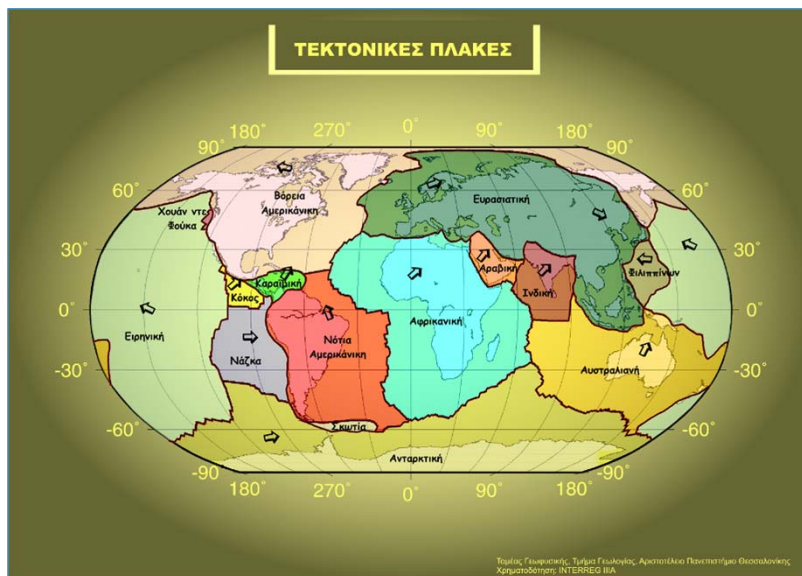 ΤΕΚΤΟΝΙΚΕΣ ΠΛΑΚΕΣ
180° 270° 0° 90° 180°
90° 90°
60° 60°
30° 30°
0° 0°
-30° -30°
-60° -60°
-90° -90°
180° 270° 0° 90° 180°
Χουάν ντε
Φούκα
Βόρεια
Αμερικάνικη
Ευρασιατική
Καραϊβική
Κόκος
Αραβική
Ινδική
Φιλιππίνων
Ειρηνική
Νάζκα
Νότια
Αμερικάνικη
Αφρικανική
Αυστραλιανή
Σκωτία
Ανταρκτική
Τομέας Γεωφυσικής, Τμήμα Γεωλογίας, Αριστοτέλειο Πανεπιστήμιο Θεσσαλονίκης
Χρηματοδότηση: INTERREG IIIA